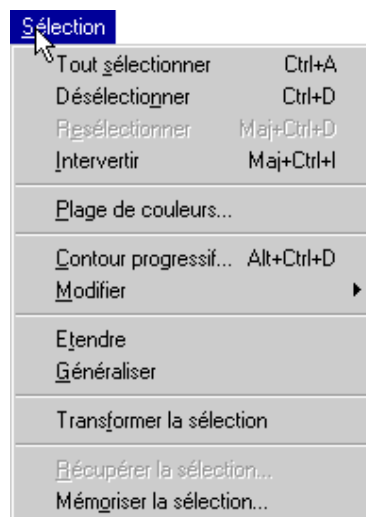 Sélection
Tout sélectionner Ctrl+A
Désélectionner Ctrl+D
Resélectionner Maj+Ctrl+D
Intervertir Maj+Ctrl+I
Plage de couleurs...
Contour progressif... Alt+Ctrl+D
Modifier
Etendre
Généraliser
Transformer la sélection
Récupérer la sélection...
Mémoriser la sélection...